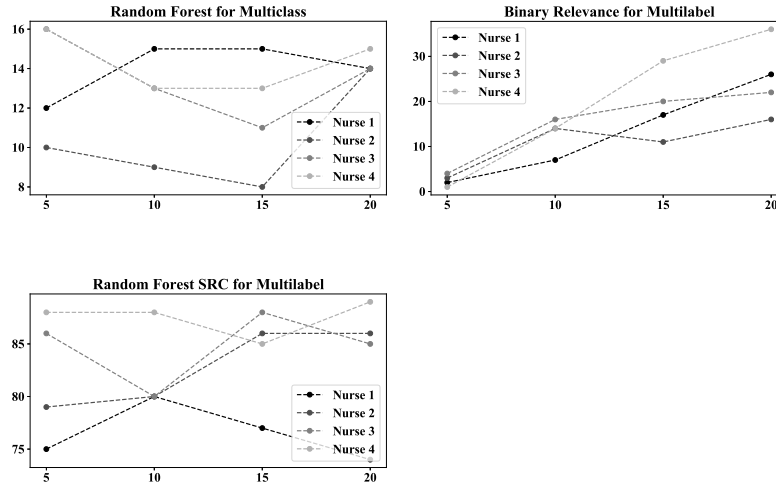 Random Forest for Multiclass
16
14
12
10
8
5 10 15 20
Nurse 1
Nurse 2
Nurse 3
Nurse 4
Binary Relevance for Multilabel
30
20
10
0
5 10 15 20
Nurse 1
Nurse 2
Nurse 3
Nurse 4
Random Forest SRC for Multilabel
85
80
75
5 10 15 20
Nurse 1
Nurse 2
Nurse 3
Nurse 4